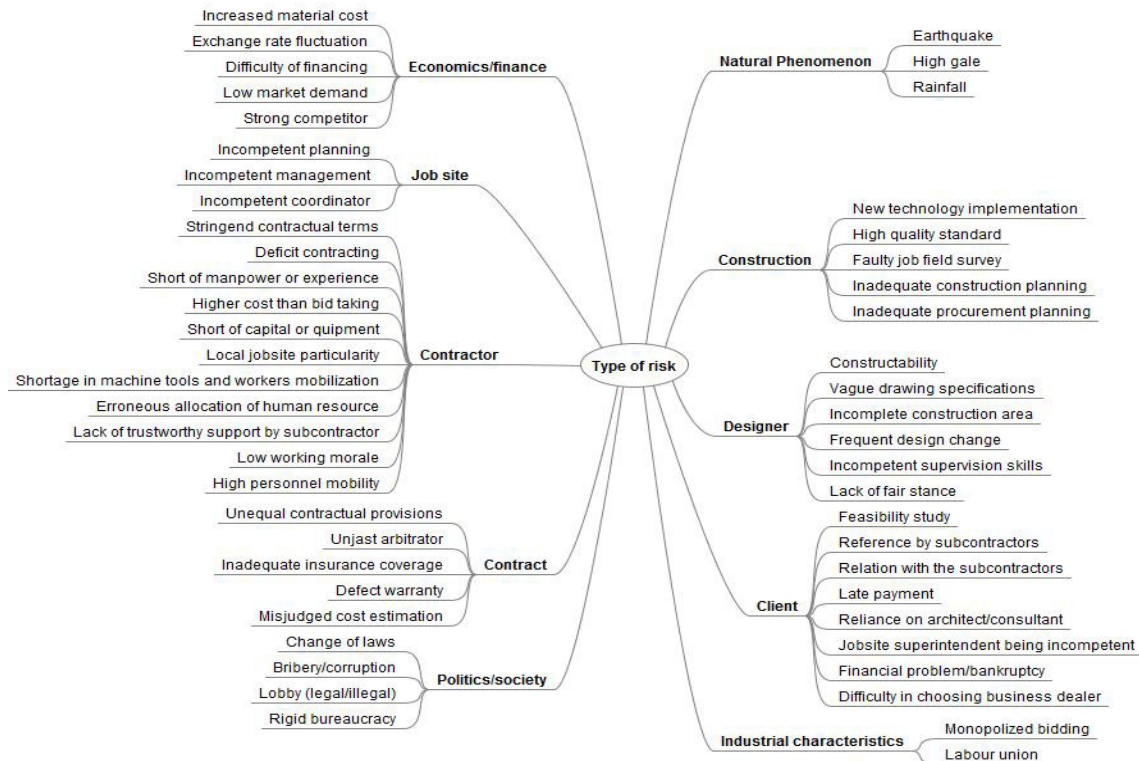 Type of risk
Economics/finance
Increased material cost
Exchange rate fluctuation
Difficulty of financing
Low market demand
Strong competitor
Job site
Incompetent planning
Incompetent management
Incompetent coordinator
Contractor
Stringend contractual terms
Deficit contracting
Short of manpower or experience
Higher cost than bid taking
Short of capital or quipment
Local jobsite particularity
Shortage in machine tools and workers mobilization
Erroneous allocation of human resource
Lack of trustworthy support by subcontractor
Low working morale
High personnel mobility
Contract
Unequal contractual provisions
Unjast arbitrator
Inadequate insurance coverage
Defect warranty
Misjudged cost estimation
Politics/society
Change of laws
Bribery/corruption
Lobby (legal/illegal)
Rigid bureaucracy
Natural Phenomenon
Earthquake
High gale
Rainfall
Construction
New technology implementation
High quality standard
Faulty job field survey
Inadequate construction planning
Inadequate procurement planning
Designer
Constructability
Vague drawing specifications
Incomplete construction area
Frequent design change
Incompetent supervision skills
Lack of fair stance
Client
Feasibility study
Reference by subcontractors
Relation with the subcontractors
Late payment
Reliance on architect/consultant
Jobsite superintendent being incompetent
Financial problem/bankruptcy
Difficulty in choosing business dealer
Industrial characteristics
Monopolized bidding
Labour union